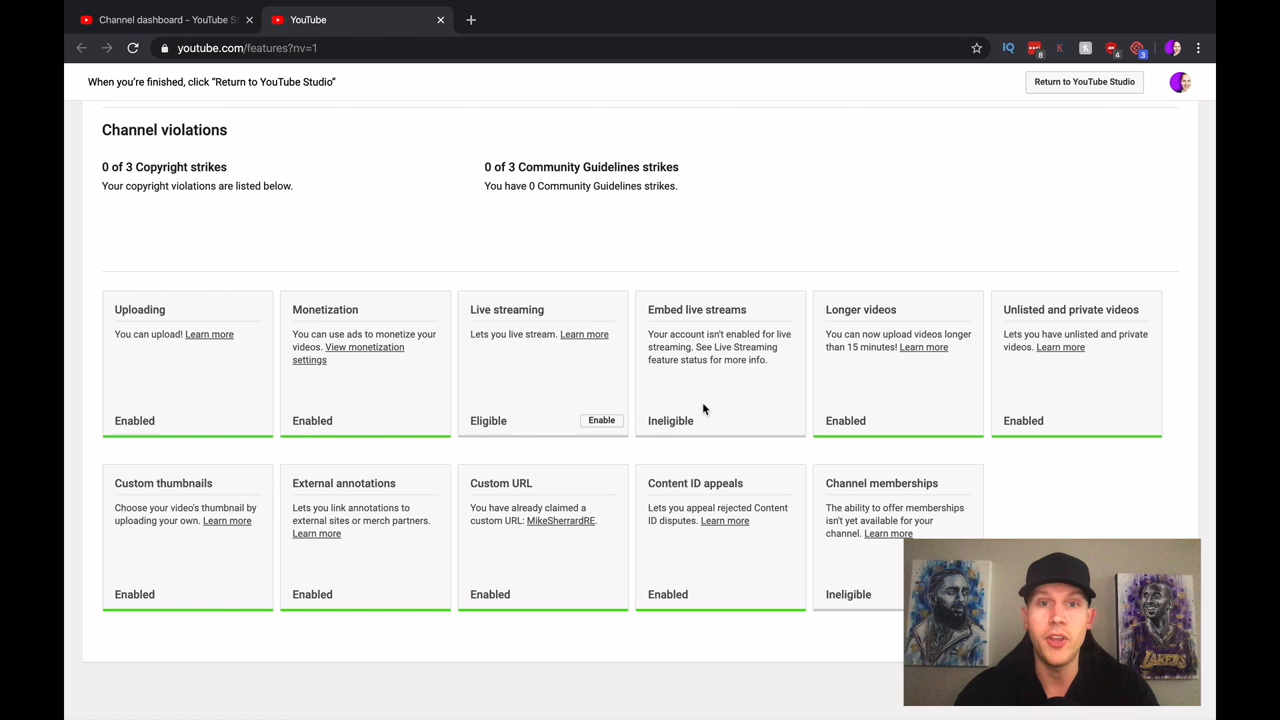 Channel dashboard - YouTube S
YouTube
youtube.com/features?nv=1
IQ
8
K
4
3
When you're finished, click "Return to YouTube Studio"
Return to YouTube Studio
Channel violations
0 of 3 Copyright strikes
Your copyright violations are listed below.
0 of 3 Community Guidelines strikes
You have 0 Community Guidelines strikes.
Uploading
You can upload! Learn more
Enabled
Monetization
You can use ads to monetize your
videos. View monetization
settings
Enabled
Live streaming
Lets you live stream. Learn more
Eligible
Enable
Embed live streams
Your account isn't enabled for live
streaming. See Live Streaming
feature status for more info.
Ineligible
Longer videos
You can now upload videos longer
than 15 minutes! Learn more
Enabled
Unlisted and private videos
Lets you have unlisted and private
videos. Learn more
Enabled
Custom thumbnails
Choose your video's thumbnail by
uploading your own. Learn more
Enabled
External annotations
Lets you link annotations to
external sites or merch partners.
Learn more
Enabled
Custom URL
You have already claimed a
custom URL: MikeSherrardRE.
Enabled
Content ID appeals
Lets you appeal rejected Content
ID disputes. Learn more
Enabled
Channel memberships
The ability to offer memberships
isn't yet available for your
channel. Learn more
Ineligible
LAKERS